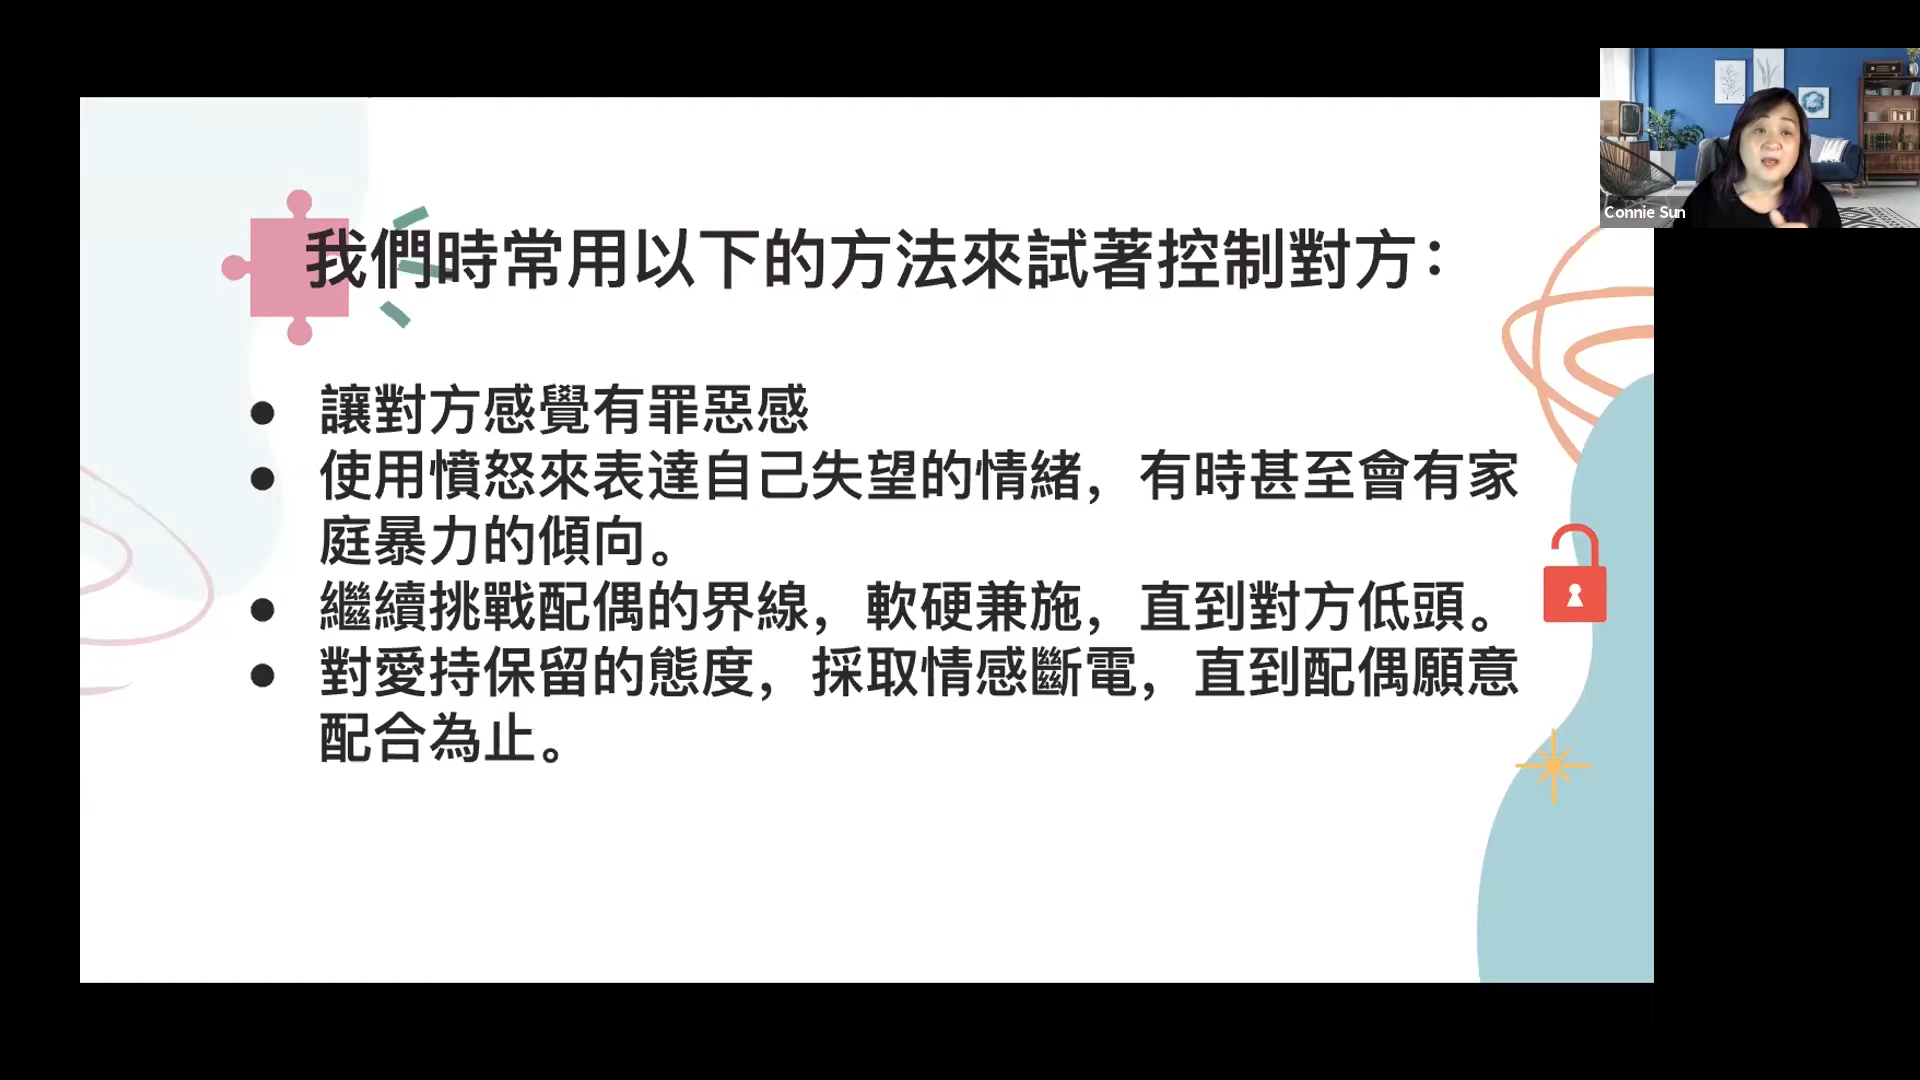 Connie Sun
我們時常用以下的方法來試著控制對方：
● 讓對方感覺有罪惡感
● 使用憤怒來表達自己失望的情緒，有時甚至會有家
庭暴力的傾向。
● 繼續挑戰配偶的界線，軟硬兼施，直到對方低頭。
● 對愛持保留的態度，採取情感斷電，直到配偶願意
配合為止。